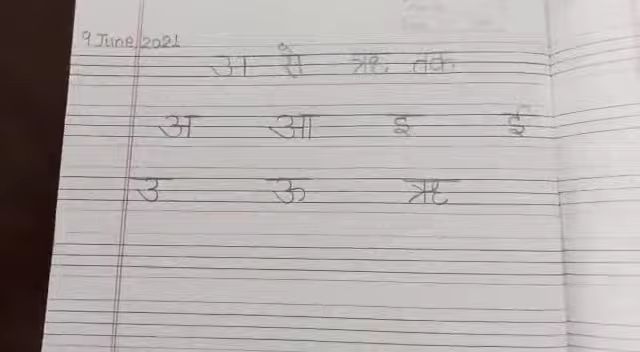 9 June, 2021
अ से ऋ तक
अ आ इ ई
उ ऊ ऋ